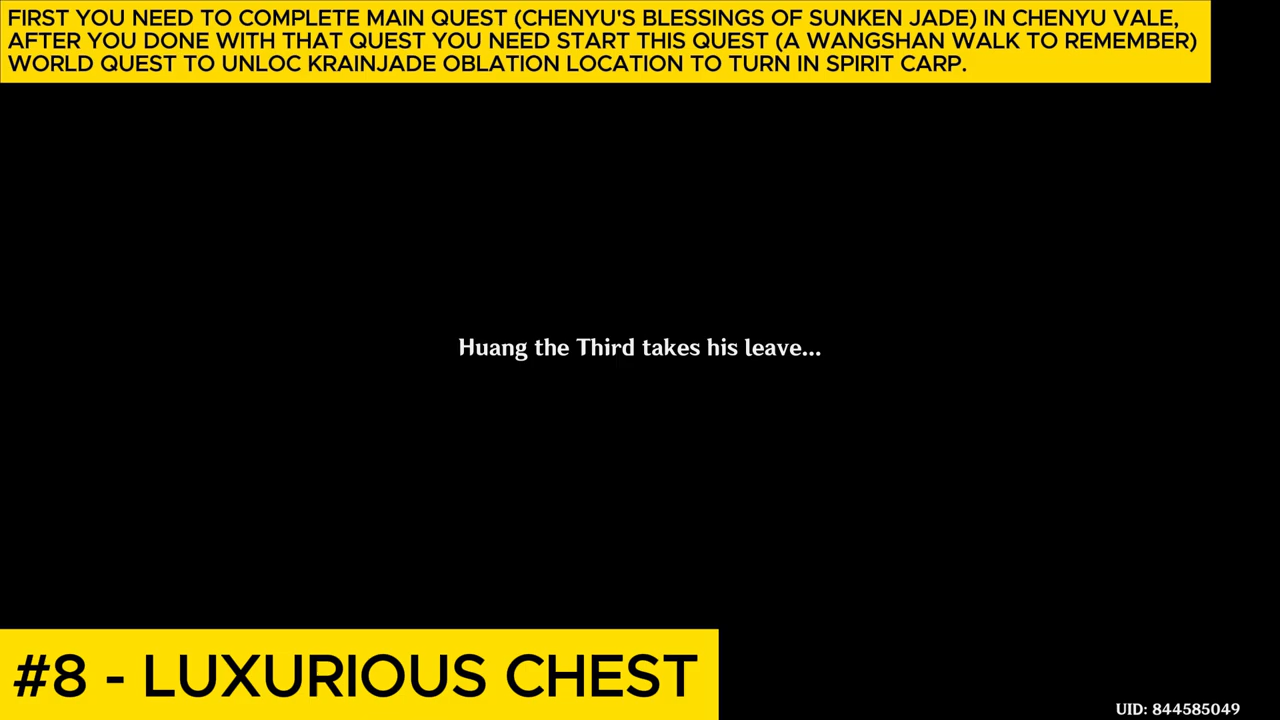 FIRST YOU NEED TO COMPLETE MAIN QUEST (CHENYU'S BLESSINGS OF SUNKEN JADE) IN CHENYU VALE,
AFTER YOU DONE WITH THAT QUEST YOU NEED START THIS QUEST (A WANGSHAN WALK TO REMEMBER)
WORLD QUEST TO UNLOC KRAINJADE OBLATION LOCATION TO TURN IN SPIRIT CARP.
Huang the Third takes his leave...
#8 - LUXURIOUS CHEST
UID: 844585049